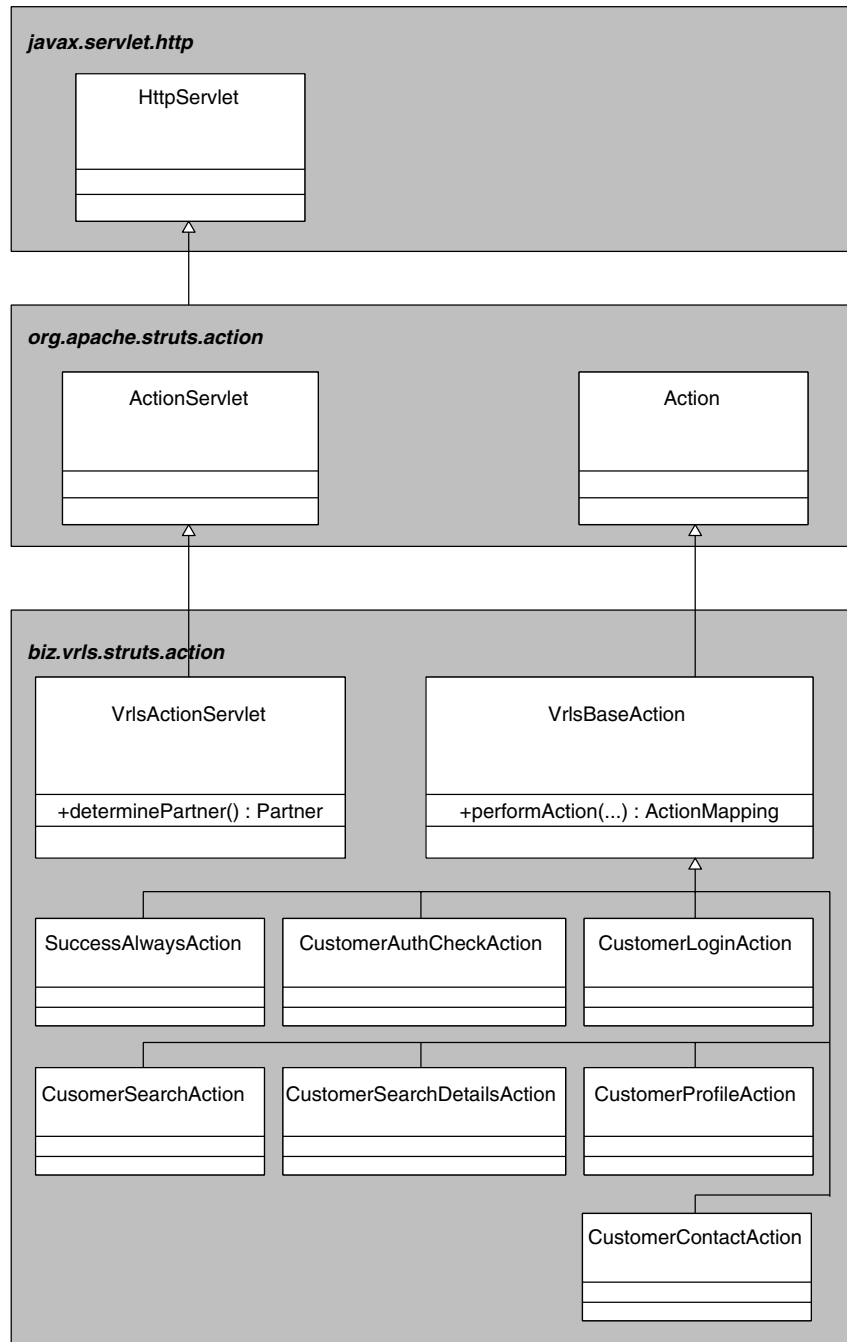 javax.servlet.http
HttpServlet
org.apache.struts.action
ActionServlet
Action
biz.vrls.struts.action
VrlsActionServlet
VrlsBaseAction
+determinePartner() : Partner
+performAction(...) : ActionMapping
SuccessAlwaysAction
CustomerAuthCheckAction
CustomerLoginAction
CusomerSearchAction
CustomerSearchDetailsAction
CustomerProfileAction
CustomerContactAction